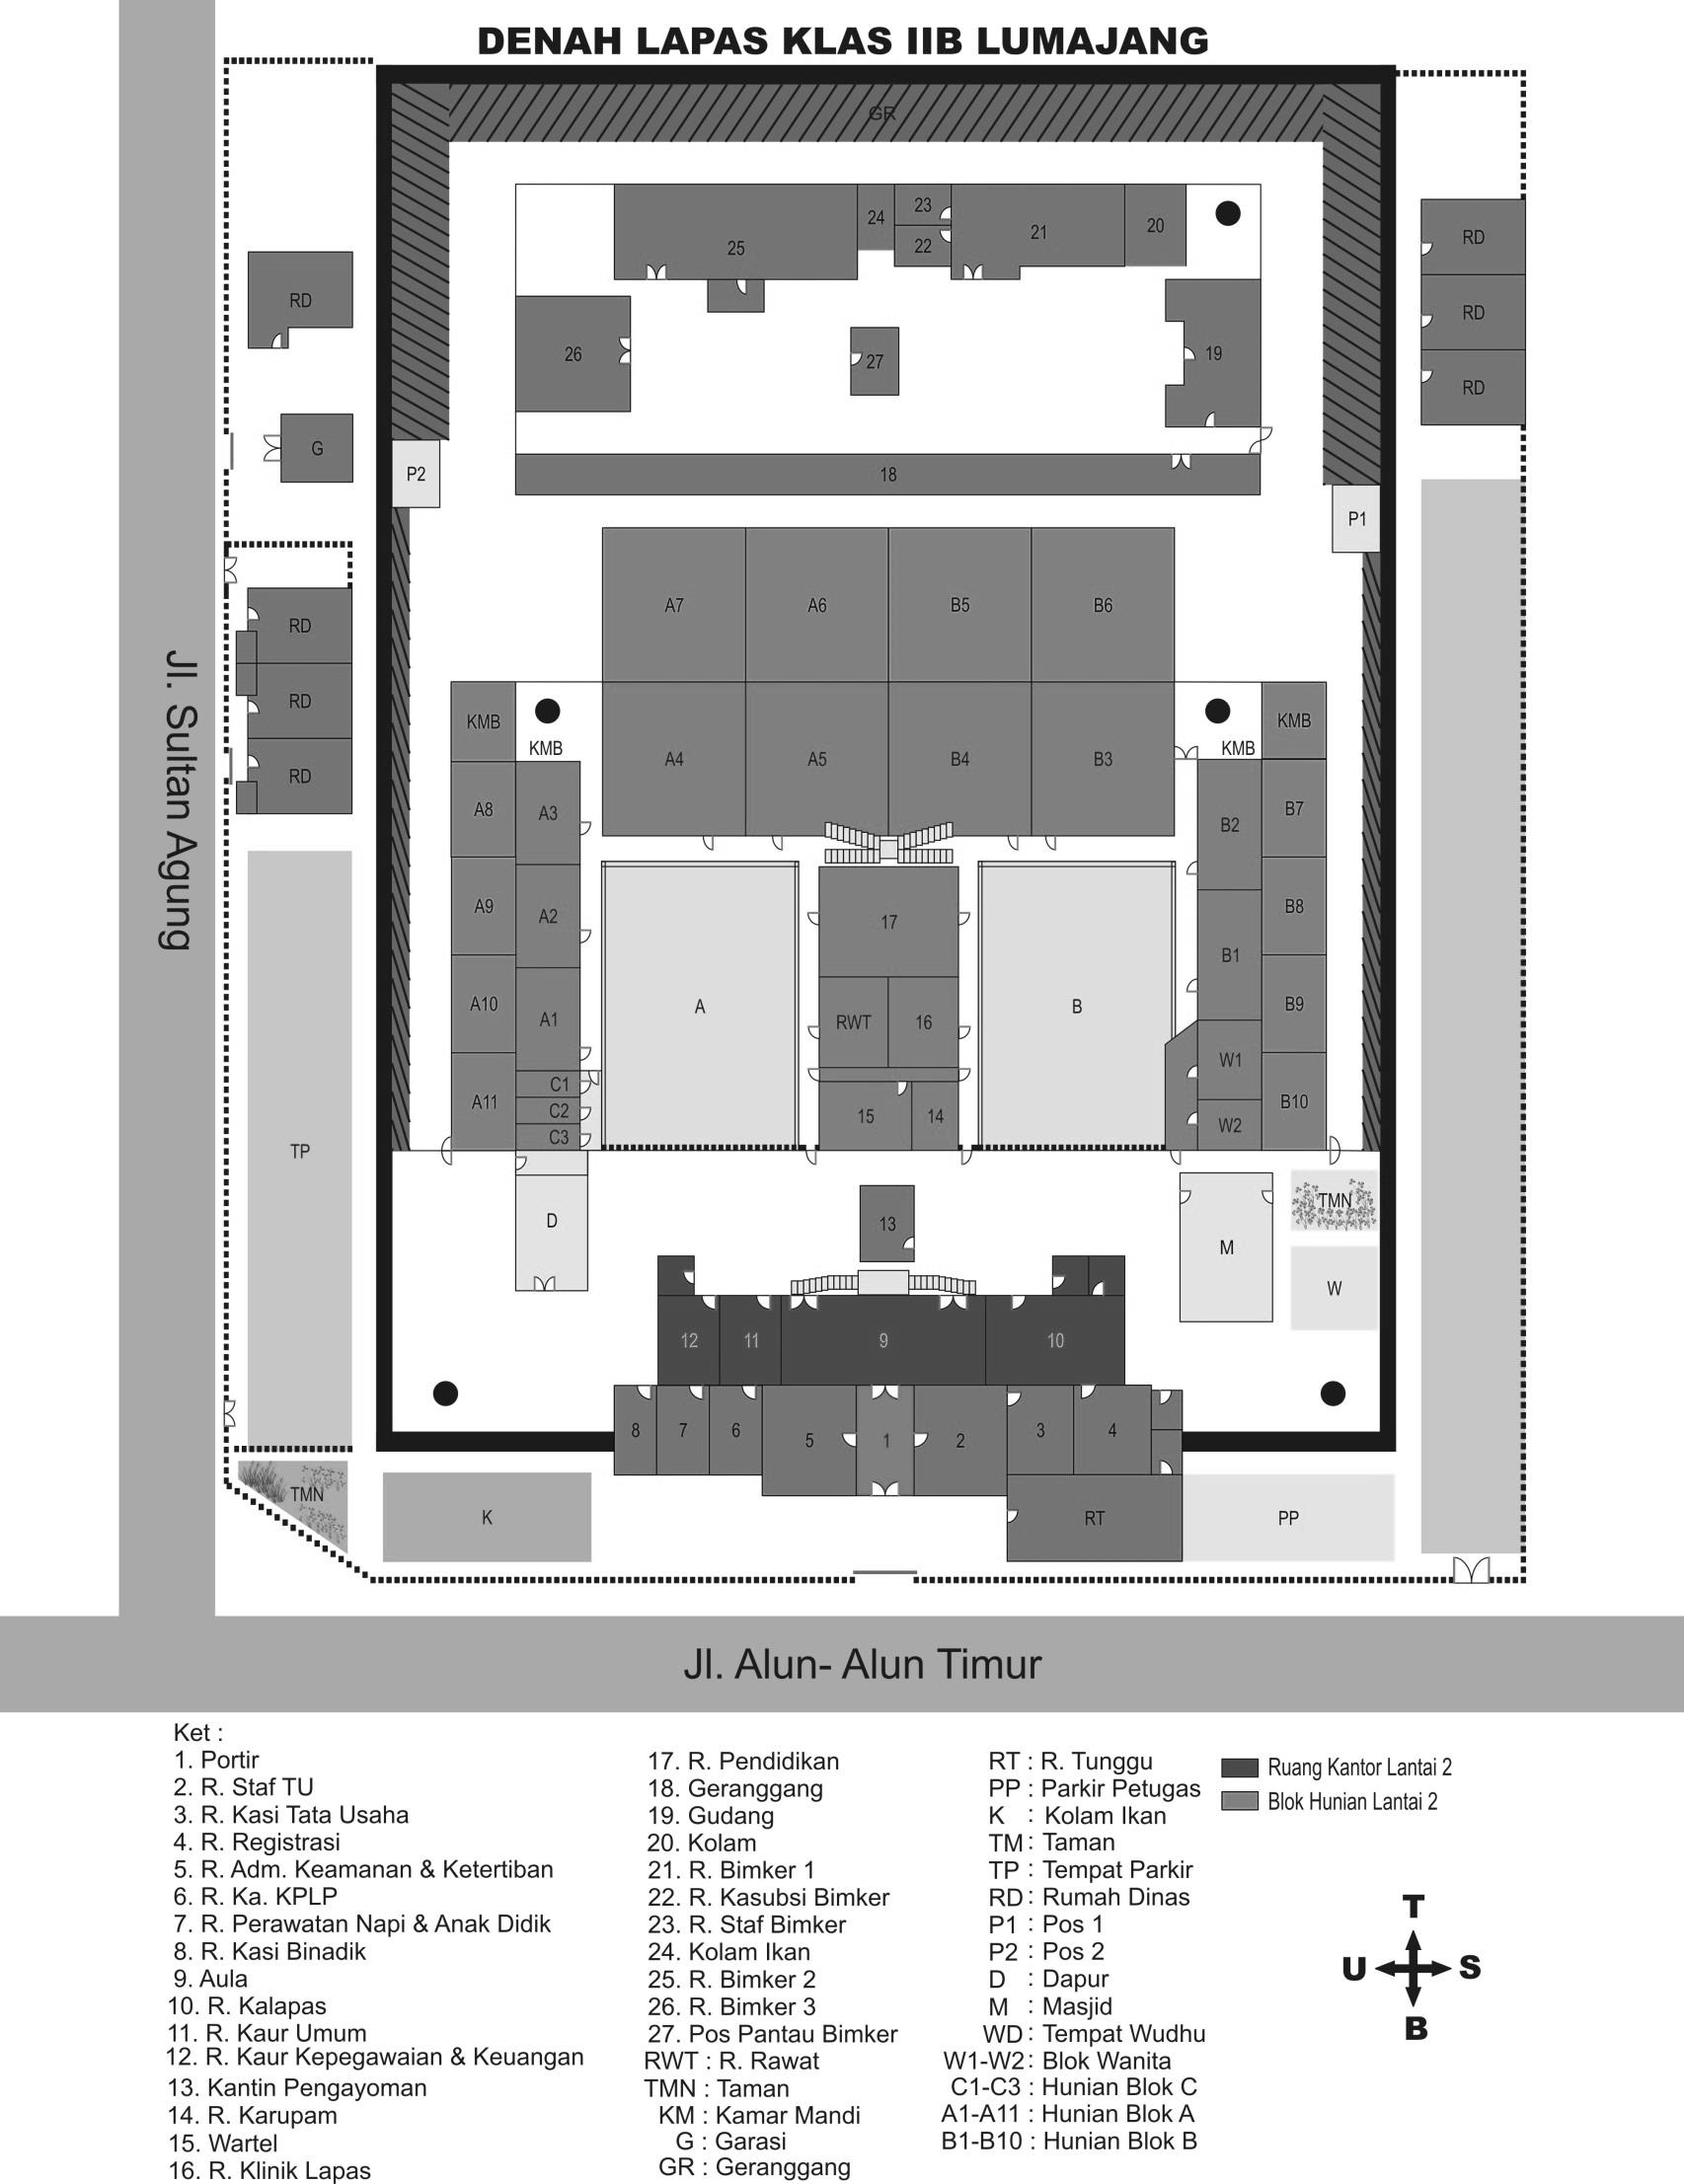 DENAH LAPAS KLAS IIB LUMAJANG
GR
25
24
23
22
21
20
RD
RD
RD
RD
26
27
19
G
P2
18
P1
A7
A6
B5
B6
RD
RD
RD
KMB
KMB
A4
A5
B4
B3
KMB
KMB
A8
A3
B2
B7
Jl. Sultan Agung
A9
A2
17
B1
B8
A10
A1
A
RWT
16
B
B9
A11
C1
C2
C3
15
14
W1
W2
B10
TP
D
13
M
TMN
W
12
11
9
10
8
7
6
5
1
2
3
4
TMN
K
RT
PP
Jl. Alun- Alun Timur
Ket :
1. Portir
2. R. Staf TU
3. R. Kasi Tata Usaha
4. R. Registrasi
5. R. Adm. Keamanan & Ketertiban
6. R. Ka. KPLP
7. R. Perawatan Napi & Anak Didik
8. R. Kasi Binadik
9. Aula
10. R. Kalapas
11. R. Kaur Umum
12. R. Kaur Kepegawaian & Keuangan
13. Kantin Pengayoman
14. R. Karupam
15. Wartel
16. R. Klinik Lapas
17. R. Pendidikan
18. Geranggang
19. Gudang
20. Kolam
21. R. Bimker 1
22. R. Kasubsi Bimker
23. R. Staf Bimker
24. Kolam Ikan
25. R. Bimker 2
26. R. Bimker 3
27. Pos Pantau Bimker
RWT : R. Rawat
TMN : Taman
KM : Kamar Mandi
G : Garasi
GR : Geranggang
RT : R. Tunggu
PP : Parkir Petugas
K : Kolam Ikan
TM : Taman
TP : Tempat Parkir
RD : Rumah Dinas
P1 : Pos 1
P2 : Pos 2
D : Dapur
M : Masjid
WD : Tempat Wudhu
W1-W2 : Blok Wanita
C1-C3 : Hunian Blok C
A1-A11 : Hunian Blok A
B1-B10 : Hunian Blok B
Ruang Kantor Lantai 2
Blok Hunian Lantai 2
T
U
S
B